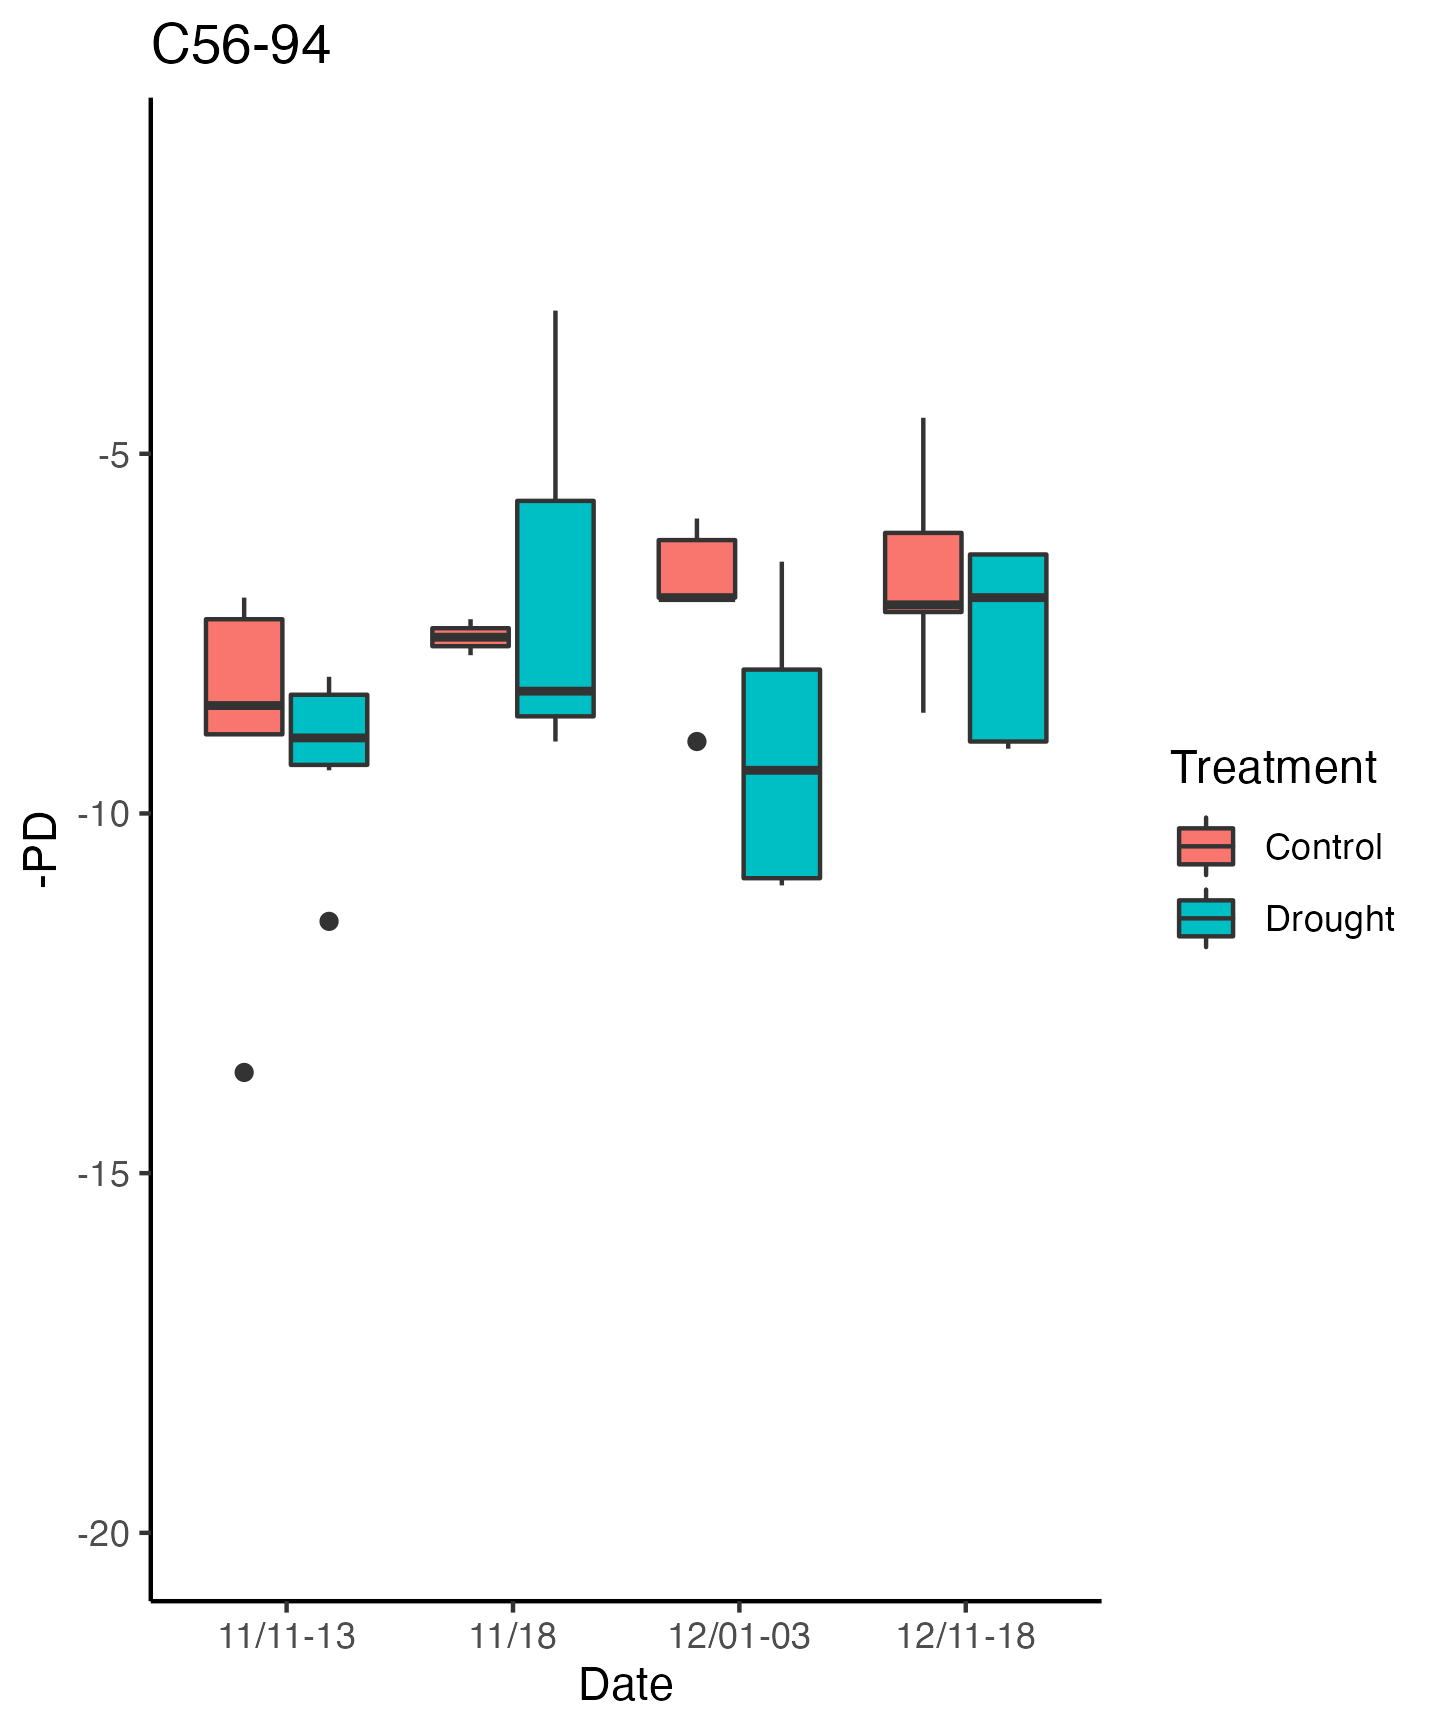 C56-94
-5
-10
-15
-20
-PD
11/11-13 11/18 12/01-03 12/11-18
Date
Treatment
Control
Drought